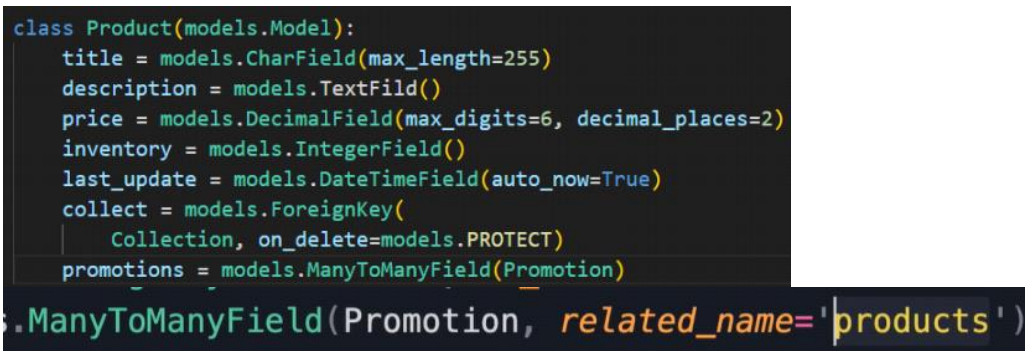 class Product(models.Model):
    title = models.CharField(max_length=255)
    description = models.TextFild()
    price = models.DecimalField(max_digits=6, decimal_places=2)
    inventory = models.IntegerField()
    last_update = models.DateTimeField(auto_now=True)
    collect = models.ForeignKey(
        Collection, on_delete=models.PROTECT)
    promotions = models.ManyToManyField(Promotion)
.ManyToManyField(Promotion, related_name='products')